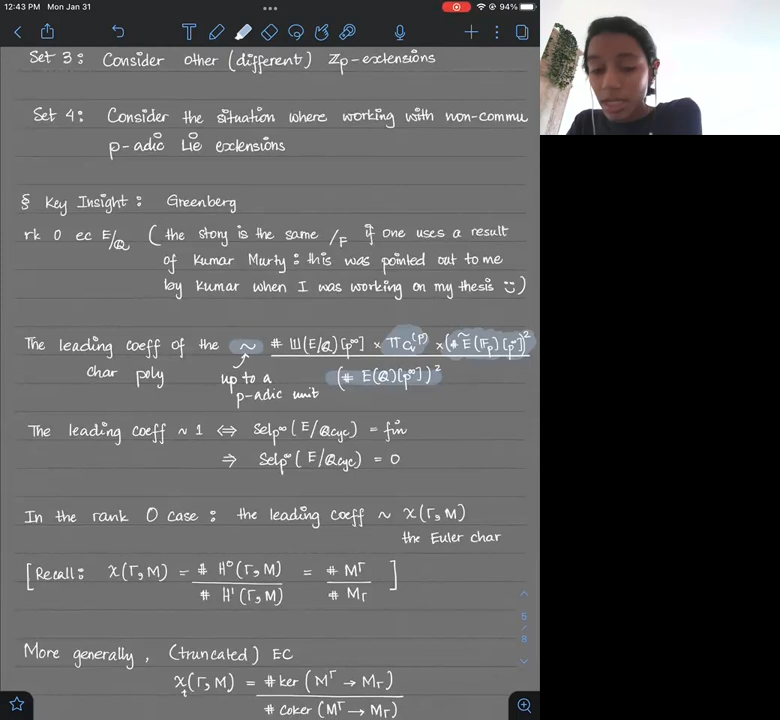 12:43 PM Mon Jan 31
94%
Set 3: Consider other (different) ℤp-extensions
Set 4: Consider the situation where working with non-commu
p-adic Lie extensions
§ Key Insight: Greenberg
rk 0 ec E/ℚ (the story is the same /F if one uses a result
of Kumar Murty: this was pointed out to me
by Kumar when I was working on my thesis :))
The leading coeff of the ~ # Ш(E/ℚ)[p^∞] × ∏ c_v^(p) × (# Ẽ(𝔽_p)[p^∞])^2
char poly
(# E(ℚ)[p^∞])^2
up to a
p-adic unit
The leading coeff ~ 1 ⇔ Sel_p^∞(E/ℚcyc) = fin
⇒ Sel_p^∞(E/ℚcyc) = 0
In the rank 0 case: the leading coeff ~ χ(Γ, M)
the Euler char
[Recall: χ(Γ, M) = # H^0(Γ, M) / # H^1(Γ, M) = # M^Γ / # M_Γ ]
More generally, (truncated) EC
χ_t(Γ, M) = # ker (M^Γ → M_Γ) / # coker (M^Γ → M_Γ)
5
/
8